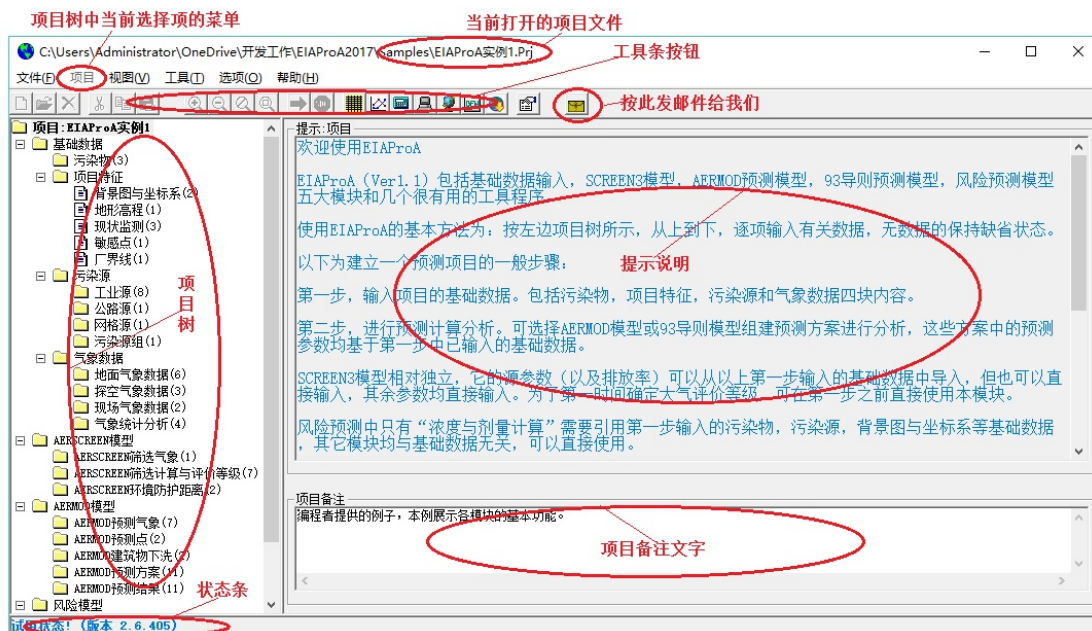 项目树中当前选择项的菜单
当前打开的项目文件
C:\Users\Administrator\OneDrive\开发工作\EIAProA2017\Samples\EIAProA实例1.Prj
工具条按钮
文件(F) 项目 视图(V) 工具(T) 选项(O) 帮助(H)
按此发邮件给我们
项目:EIAProA实例1
基础数据
污染物(3)
项目特征
背景图与坐标系(2)
地形高程(1)
现状监测(3)
敏感点(1)
厂界线(1)
污染源
工业源(8)
公路源(1)
网格源(1)
污染源组(1)
气象数据
地面气象数据(6)
探空气象数据(3)
现场气象数据(2)
气象统计分析(4)
AERSCREEN模型
AERSCREEN筛选气象(1)
AERSCREEN筛选计算与评价等级(7)
AERSCREEN环境防护距离(2)
AERMOD模型
AERMOD预测气象(7)
AERMOD预测点(2)
AERMOD建筑物下洗(2)
AERMOD预测方案(11)
AERMOD预测结果(11)
风险模型
项目树
状态条
试用状态! (版本 2.6.405)
提示:项目
欢迎使用EIAProA
EIAProA (Ver1.1) 包括基础数据输入, SCREEN3模型, AERMOD预测模型, 93导则预测模型, 风险预测模型
五大模块和几个很有用的工具程序。
使用EIAProA的基本方法为: 按左边项目树所示, 从上到下, 逐项输入有关数据, 无数据的保持缺省状态。
以下为建立一个预测项目的一般步骤:
提示说明
第一步, 输入项目的基础数据。包括污染物, 项目特征, 污染源和气象数据四块内容。
第二步, 进行预测计算分析。可选择AERMOD模型或93导则模型组建预测方案进行分析, 这些方案中的预测
参数均基于第一步中已输入的基础数据。
SCREEN3模型相对独立, 它的源参数 (以及排放率) 可以从以上第一步输入的基础数据中导入, 但也可以直
接输入, 其余参数均直接输入。为了第一时间确定大气评价等级, 可在第一步之前直接使用本模块。
风险预测中只有“浓度与剂量计算”需要引用第一步输入的污染物, 污染源, 背景图与坐标系等基础数据
, 其它模块均与基础数据无关, 可以直接使用。
项目备注
编程者提供的例子, 本例展示各模块的基本功能。
项目备注文字